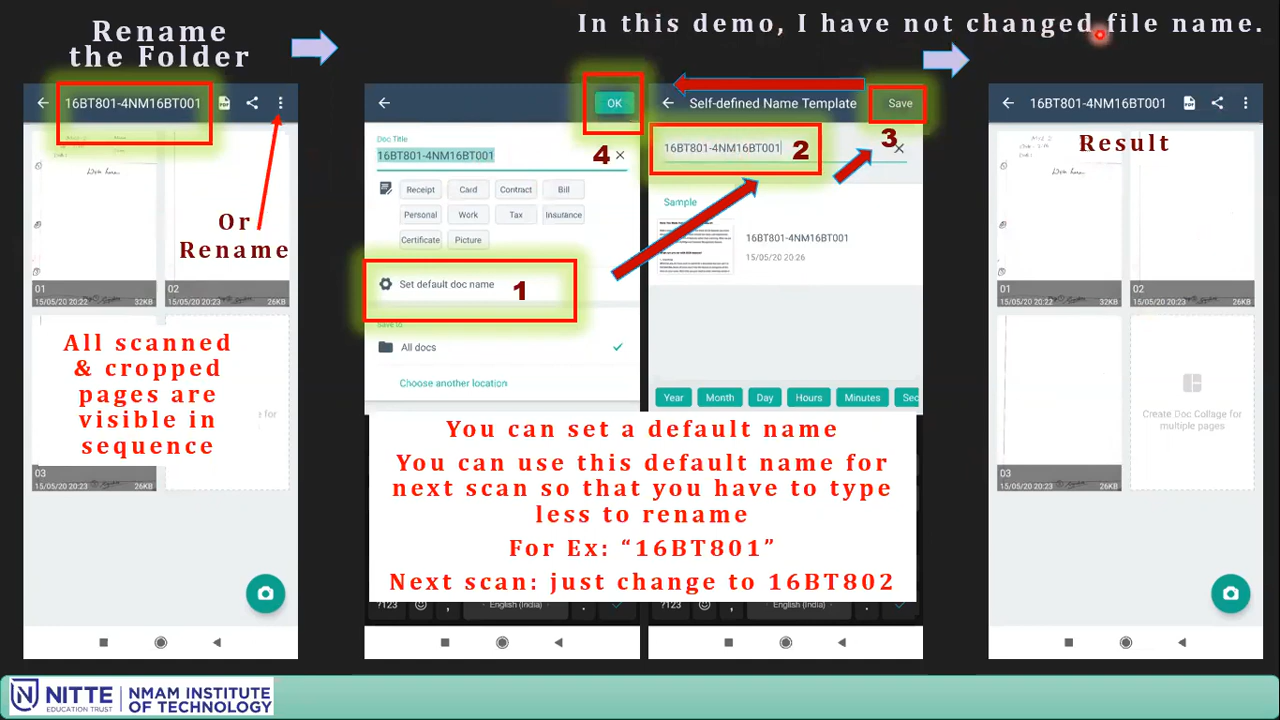 Rename
the Folder
In this demo, I have not changed file name.
16BT801-4NM16BT001
Or
Rename
01
15/05/20 20:22 32KB
02
15/05/20 20:23 26KB
All scanned
& cropped
pages are
visible in
sequence
03
15/05/20 20:23 26KB
OK
Doc Title
16BT801-4NM16BT001
4
Receipt Card Contract Bill
Personal Work Tax Insutance
Certificate Picture
Set default doc name
1
Save to
All docs
Choose another location
Self-defined Name Template
Save
3
16BT801-4NM16BT001
2
Sample
16BT801-4NM16BT001
15/05/20 20:26
Year Month Day Hours Minutes Sec
You can set a default name
You can use this default name for
next scan so that you have to type
less to rename
For Ex: “16BT801”
Next scan: just change to 16BT802
?123 , English (India) .
?123 , English (India) .
16BT801-4NM16BT001
Result
01
15/05/20 20:22 32KB
02
15/05/20 20:23 26KB
Create Doc Collage for
multiple pages
03
15/05/20 20:23 26KB
NITTE
EDUCATION TRUST
NMAM INSTITUTE
OF TECHNOLOGY